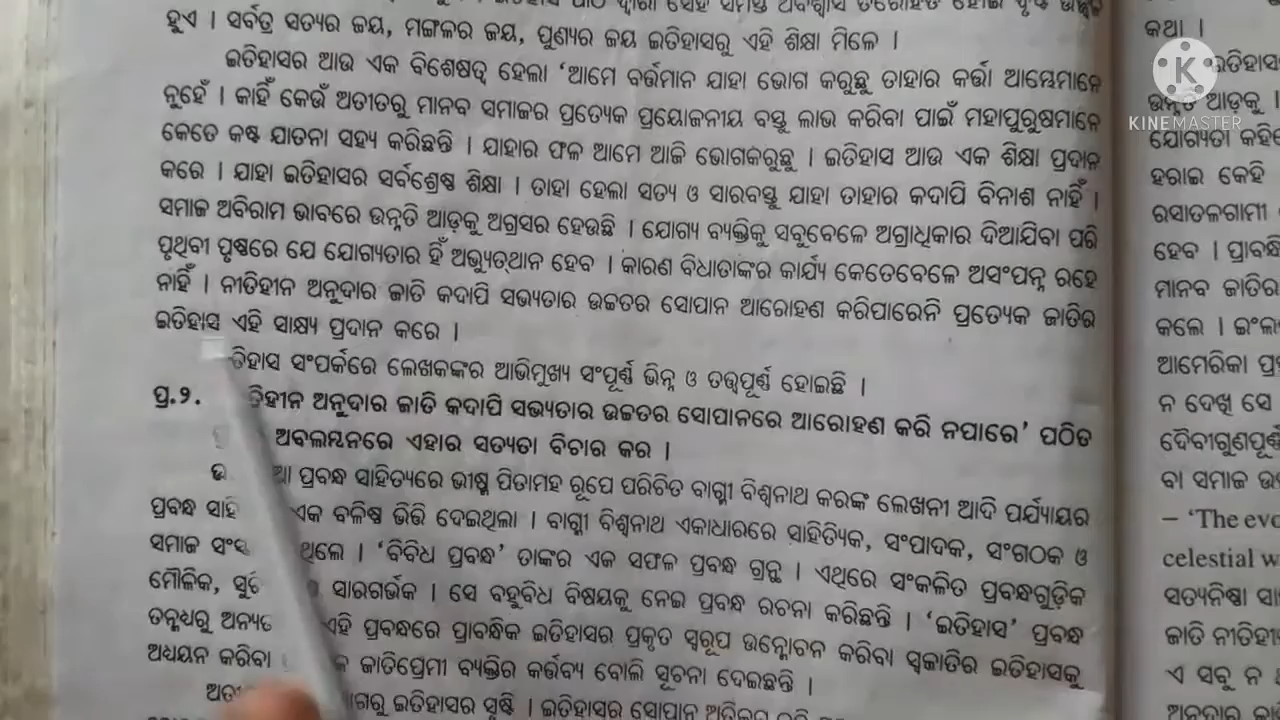 ହୁଏ । ସର୍ବତ୍ର ସତ୍ୟର ଜୟ, ମଙ୍ଗଳର ଜୟ, ପୁଣ୍ୟର ଜୟ ଇତିହାସରୁ ଏହି ଶିକ୍ଷା ମିଳେ ।
ଇତିହାସର ଆଉ ଏକ ବିଶେଷତ୍ୱ ହେଲା ‘ଆମେ ବର୍ତ୍ତମାନ ଯାହା ଭୋଗ କରୁଛୁ ତାହାର କର୍ତ୍ତା ଆମ୍ଭେମାନେ
ନୁହେଁ । କାହିଁ କେଉଁ ଅତୀତରୁ ମାନବ ସମାଜର ପ୍ରତ୍ୟେକ ପ୍ରୟୋଜନୀୟ ବସ୍ତୁ ଲାଭ କରିବା ପାଇଁ ମହାପୁରୁଷମାନେ
କେତେ କଷ୍ଟ ଯାତନା ସହ୍ୟ କରିଛନ୍ତି । ଯାହାର ଫଳ ଆମେ ଆଜି ଭୋଗକରୁଛୁ । ଇତିହାସ ଆଉ ଏକ ଶିକ୍ଷା ପ୍ରଦାନ
କରେ । ଯାହା ଇତିହାସର ସର୍ବଶ୍ରେଷ୍ଠ ଶିକ୍ଷା । ତାହା ହେଲା ସତ୍ୟ ଓ ସାରବସ୍ତୁ ଯାହା ତାହାର କଦାପି ବିନାଶ ନାହିଁ ।
ସମାଜ ଅବିରାମ ଭାବରେ ଉନ୍ନତି ଆଡ଼କୁ ଅଗ୍ରସର ହେଉଛି । ଯୋଗ୍ୟ ବ୍ୟକ୍ତିକୁ ସବୁବେଳେ ଅଗ୍ରାଧିକାର ଦିଆଯିବା ପରି
ପୃଥିବୀ ପୃଷ୍ଠରେ ଯେ ଯୋଗ୍ୟତାର ହିଁ ଅଭ୍ୟୁତ୍‌ଥାନ ହେବ । କାରଣ ବିଧାତାଙ୍କର କାର୍ଯ୍ୟ କେତେବେଳେ ଅସଂପନ୍ନ ରହେ
ନାହିଁ । ନୀତିହୀନ ଅନୁଦାର ଜାତି କଦାପି ସଭ୍ୟତାର ଉଚ୍ଚତର ସୋପାନ ଆରୋହଣ କରିପାରେନି ପ୍ରତ୍ୟେକ ଜାତିର
ଇତିହାସ ଏହି ସାକ୍ଷ୍ୟ ପ୍ରଦାନ କରେ ।
ତିହାସ ସଂପର୍କରେ ଲେଖକଙ୍କର ଆଭିମୁଖ୍ୟ ସଂପୂର୍ଣ୍ଣ ଭିନ୍ନ ଓ ତତ୍ତ୍ୱପୂର୍ଣ୍ଣ ହୋଇଛି ।
ପ୍ର.୨. ତିହୀନ ଅନୁଦାର ଜାତି କଦାପି ସଭ୍ୟତାର ଉଚ୍ଚତର ସୋପାନରେ ଆରୋହଣ କରି ନପାରେ’ ପଠିତ
ଅବଲମ୍ବନରେ ଏହାର ସତ୍ୟତା ବିଚାର କର ।
ପ୍ରବନ୍ଧ ସାହିତ୍ୟରେ ଭୀଷ୍ମ ପିତାମହ ରୂପେ ପରିଚିତ ବାଗ୍ମୀ ବିଶ୍ୱନାଥ କରଙ୍କ ଲେଖନୀ ଆଦି ପର୍ଯ୍ୟାୟର
ପ୍ରବନ୍ଧ ସାହି ଏକ ବଳିଷ୍ଠ ଭିତ୍ତି ଦେଇଥିଲା । ବାଗ୍ମୀ ବିଶ୍ୱନାଥ ଏକାଧାରରେ ସାହିତ୍ୟିକ, ସଂପାଦକ, ସଂଗଠକ ଓ
ସମାଜ ସଂସ୍ ଥିଲେ । ‘ବିବିଧ ପ୍ରବନ୍ଧ’ ତାଙ୍କର ଏକ ସଫଳ ପ୍ରବନ୍ଧ ଗ୍ରନ୍ଥ । ଏଥିରେ ସଂକଳିତ ପ୍ରବନ୍ଧଗୁଡ଼ିକ
ମୌଳିକ, ସାରଗର୍ଭକ । ସେ ବହୁବିଧ ବିଷୟକୁ ନେଇ ପ୍ରବନ୍ଧ ରଚନା କରିଛନ୍ତି । ‘ଇତିହାସ’ ପ୍ରବନ୍ଧ
ତନ୍ମଧ୍ୟରୁ ଅନ୍ୟତ ଏହି ପ୍ରବନ୍ଧରେ ପ୍ରାବନ୍ଧିକ ଇତିହାସର ପ୍ରକୃତ ସ୍ୱରୂପ ଉନ୍ମୋଚନ କରିବା ସ୍ୱଜାତିର ଇତିହାସକୁ
ଅଧ୍ୟୟନ କରିବା ଜାତିପ୍ରେମୀ ବ୍ୟକ୍ତିର କର୍ତ୍ତବ୍ୟ ବୋଲି ସୂଚନା ଦେଇଛନ୍ତି ।
ଗରୁ ଇତିହାସର ସୃଷ୍ଟି । ଇତିହାସର ସୋପାନ
କଥା ।
ଇତିହାସ
ଉନ୍ନତି ଆଡ଼କୁ ।
ଯୋଗ୍ୟତା କହିଲେ
ହରାଇ କେହି
ରସାତଳଗାମୀ
ହେବ । ପ୍ରାବନ୍ଧି
ମାନବ ଜାତିର
କଲେ । ଇଂଲ
ଆମେରିକା ପ୍ର
ନ ଦେଖି ସେ
ଦୈବୀଗୁଣପୂର୍ଣ୍ଣ
ବା ସମାଜ ଉ
– ‘The eve
celestial w
ସତ୍ୟନିଷ୍ଠା ସା
ଜାତି ନୀତିହୀ
ଏ ସବୁ ନ
K
KINEMASTER